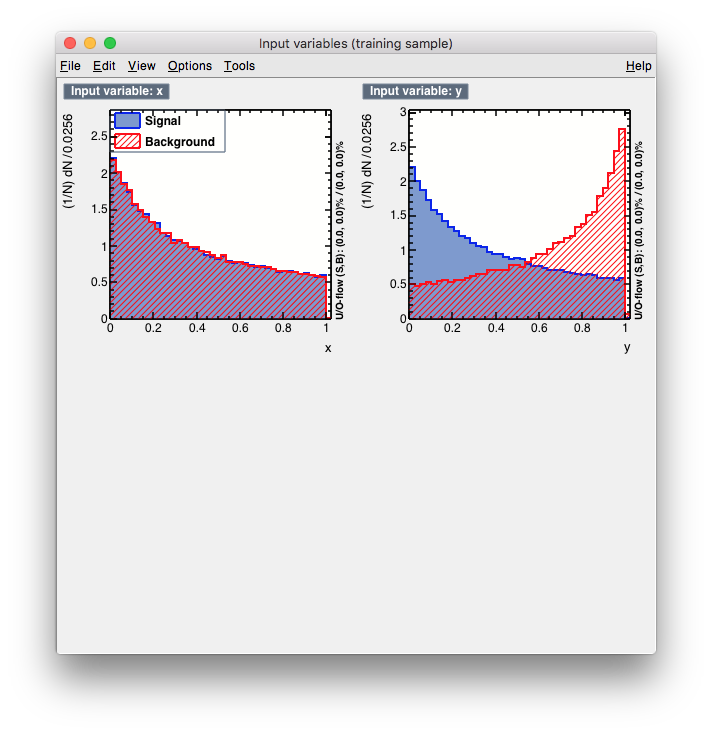 Input variables (training sample)
File Edit View Options Tools Help
Input variable: x
(1/N) dN / 0.0256
Signal
Background
2.5
2
1.5
1
0.5
0
0 0.2 0.4 0.6 0.8 1
x
U/O-flow (S,B): (0.0, 0.0)% / (0.0, 0.0)%
Input variable: y
(1/N) dN / 0.0256
3
2.5
2
1.5
1
0.5
0
0 0.2 0.4 0.6 0.8 1
y
U/O-flow (S,B): (0.0, 0.0)% / (0.0, 0.0)%